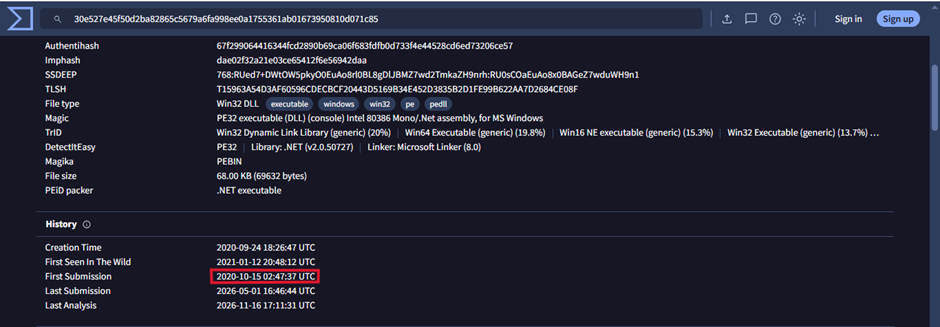 30e527e45f50d2ba82865c5679a6fa998ee0a1755361ab01673950810d071c85
Sign in
Sign up
Authentihash 67f299064416344fcd2890b69ca06f683fdfb0d733f4e44528cd6ed73206ce57
Imphash dae02f32a21e03ce65412f6e56942daa
SSDEEP 768:RUed7+DWtOW5pkyO0EuAo8rl0BL8gDlJBMZ7wd2TmkaZH9nrh:RU0sCOaEuAo8x0BAGeZ7wduWH9n1
TLSH T15963A54D3AF60596CDECBCF20443D5169B34E452D3835B2D1FE99B622AA7D2684CE08F
File type Win32 DLL executable windows win32 pe pedll
Magic PE32 executable (DLL) (console) Intel 80386 Mono/.Net assembly, for MS Windows
TrID Win32 Dynamic Link Library (generic) (20%) | Win64 Executable (generic) (19.8%) | Win16 NE executable (generic) (15.3%) | Win32 Executable (generic) (13.7%) ...
DetectItEasy PE32 | Library: .NET (v2.0.50727) | Linker: Microsoft Linker (8.0)
Magika PEBIN
File size 68.00 KB (69632 bytes)
PEiD packer .NET executable
History
Creation Time 2020-09-24 18:26:47 UTC
First Seen In The Wild 2021-01-12 20:48:12 UTC
First Submission 2020-10-15 02:47:37 UTC
Last Submission 2026-05-01 16:46:44 UTC
Last Analysis 2026-11-16 17:11:31 UTC